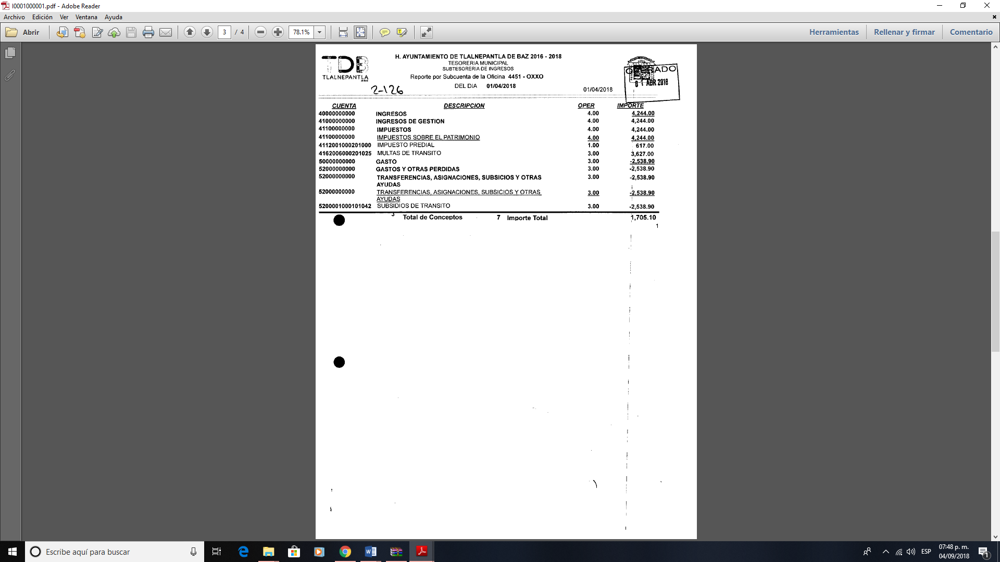 I0001000001.pdf - Adobe Reader
Archivo Edición Ver Ventana Ayuda
Abrir 3 / 4 78.1% Herramientas Rellenar y firmar Comentario
TDB
TLALNEPANTLA
de BAZ
H. AYUNTAMIENTO DE TLALNEPANTLA DE BAZ 2016 - 2018
TESORERIA MUNICIPAL
SUBTESORERIA DE INGRESOS
Reporte por Subcuenta de la Oficina 4451 - OXXO
DEL DIA 01/04/2018
2-126
01/04/2018
OPERADO
01 ABR 2018
CUENTA DESCRIPCION OPER IMPORTE
40000000000 INGRESOS 4.00 4,244.00
41000000000 INGRESOS DE GESTION 4.00 4,244.00
41100000000 IMPUESTOS 4.00 4,244.00
41100000000 IMPUESTOS SOBRE EL PATRIMONIO 4.00 4,244.00
4112001000201000 IMPUESTO PREDIAL 1.00 617.00
4162006000201025 MULTAS DE TRANSITO 3.00 3,627.00
50000000000 GASTO 3.00 -2,538.90
52000000000 GASTOS Y OTRAS PERDIDAS 3.00 -2,538.90
52000000000 TRANSFERENCIAS, ASIGNACIONES, SUBSICIOS Y OTRAS 3.00 -2,538.90
AYUDAS
52000000000 TRANSFERENCIAS, ASIGNACIONES, SUBSICIOS Y OTRAS 3.00 -2,538.90
AYUDAS
5200001000101042 SUBSIDIOS DE TRANSITO 3.00 -2,538.90
3 Total de Conceptos 7 Importe Total 1,705.10
1
Escribe aquí para buscar
ESP
07:48 p. m.
04/09/2018
1